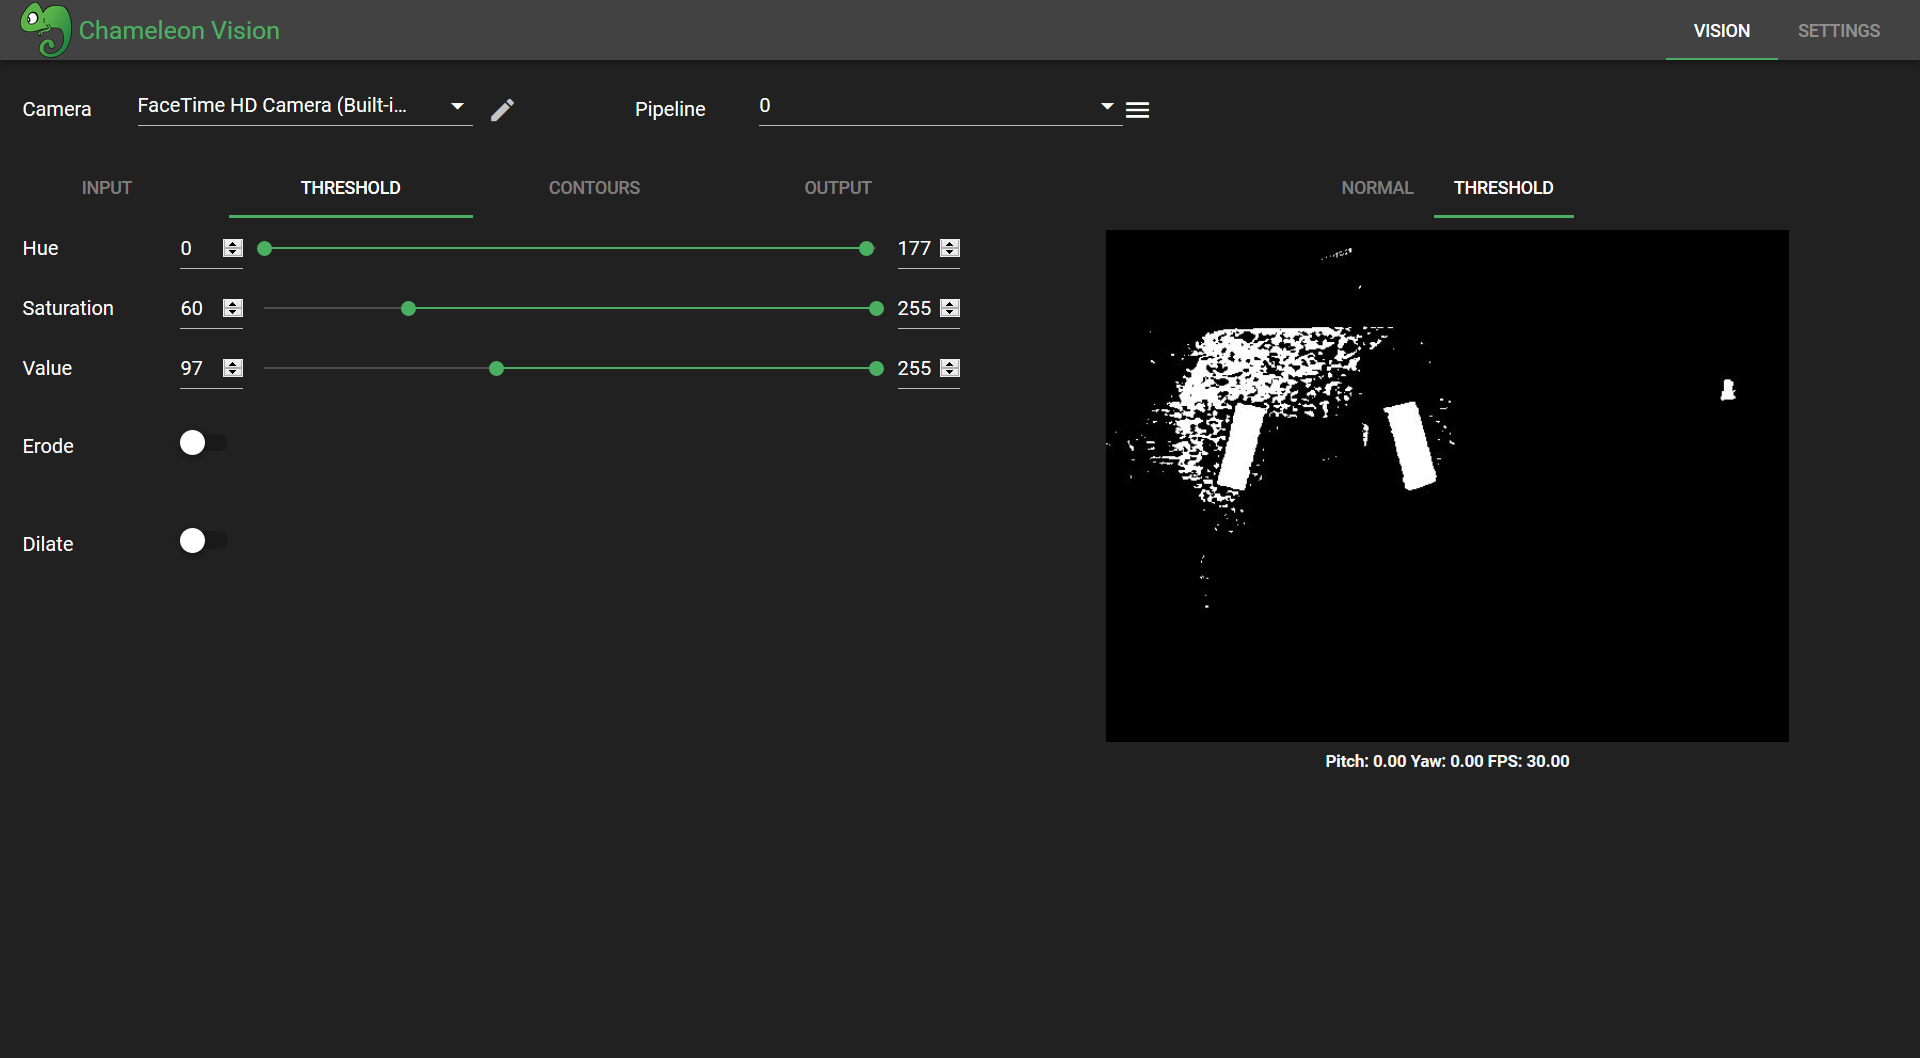 Chameleon Vision
VISION SETTINGS
Camera FaceTime HD Camera (Built-i... Pipeline 0
INPUT THRESHOLD CONTOURS OUTPUT NORMAL THRESHOLD
Hue 0 177
Saturation 60 255
Value 97 255
Erode
Dilate
Pitch: 0.00 Yaw: 0.00 FPS: 30.00